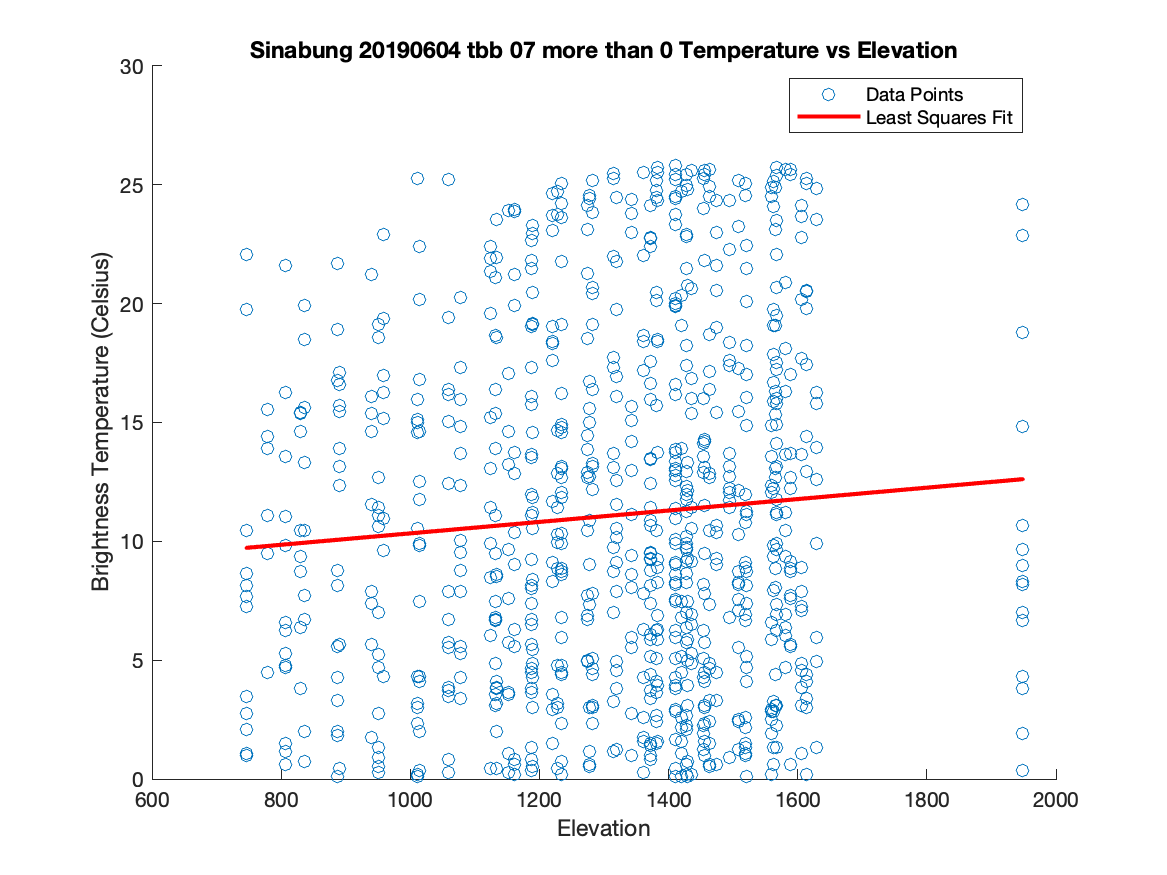 Sinabung 20190604 tbb 07 more than 0 Temperature vs Elevation
Data Points
Least Squares Fit
Brightness Temperature (Celsius)
30
25
20
15
10
5
0
600 800 1000 1200 1400 1600 1800 2000
Elevation